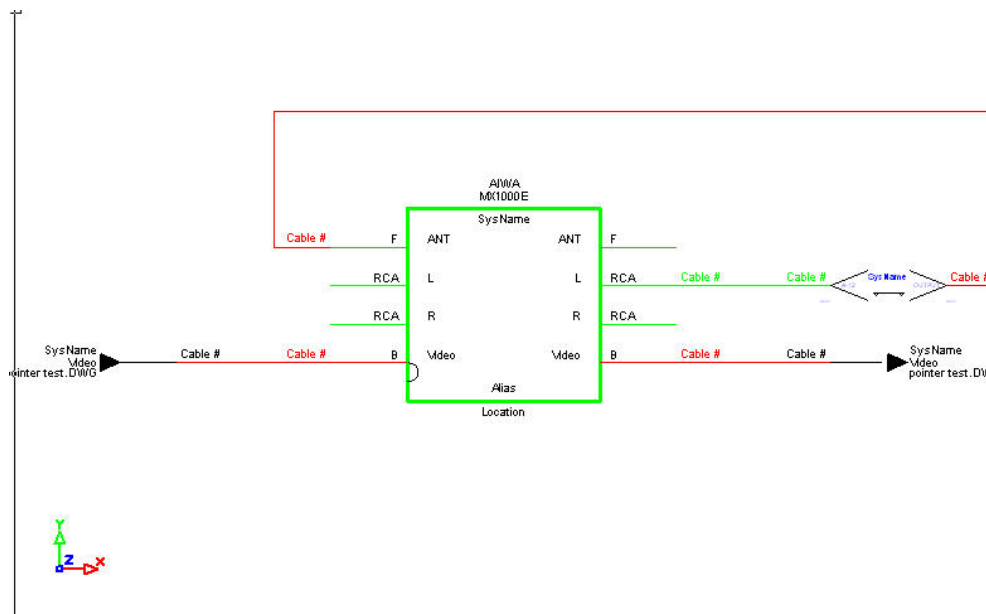 AIWA
MX1000E
SysName
Cable # F ANT ANT F
RCA L L RCA Cable # Cable # SysName Cable #
RCA R R RCA
SysName
Video
pointer test.DWG
Cable # Cable # B Video Video B Cable # Cable #
SysName
Video
pointer test.DW
Alias
Location
Y
Z X